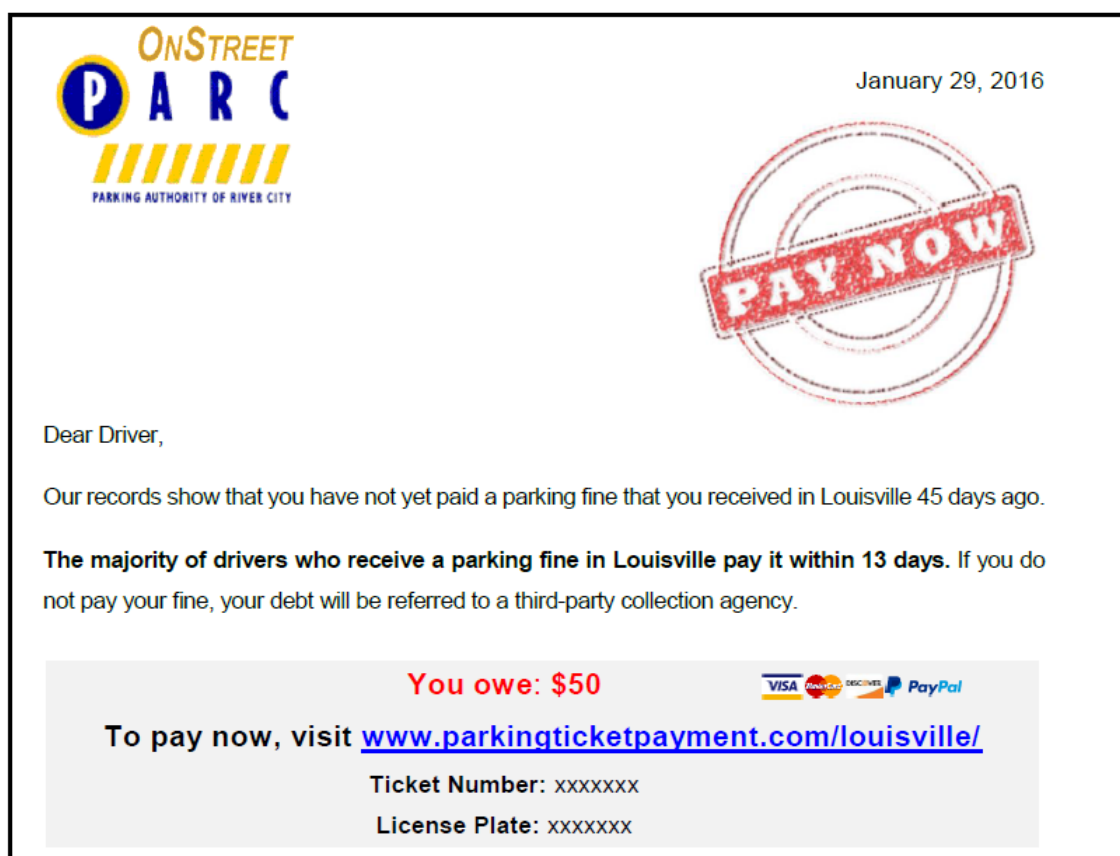 ONSTREET
P A R C
PARKING AUTHORITY OF RIVER CITY
January 29, 2016
PAY NOW
Dear Driver,
Our records show that you have not yet paid a parking fine that you received in Louisville 45 days ago.
The majority of drivers who receive a parking fine in Louisville pay it within 13 days. If you do
not pay your fine, your debt will be referred to a third-party collection agency.
You owe: $50 VISA MasterCard DISCOVER PayPal
To pay now, visit www.parkingticketpayment.com/louisville/
Ticket Number: xxxxxxx
License Plate: xxxxxxx